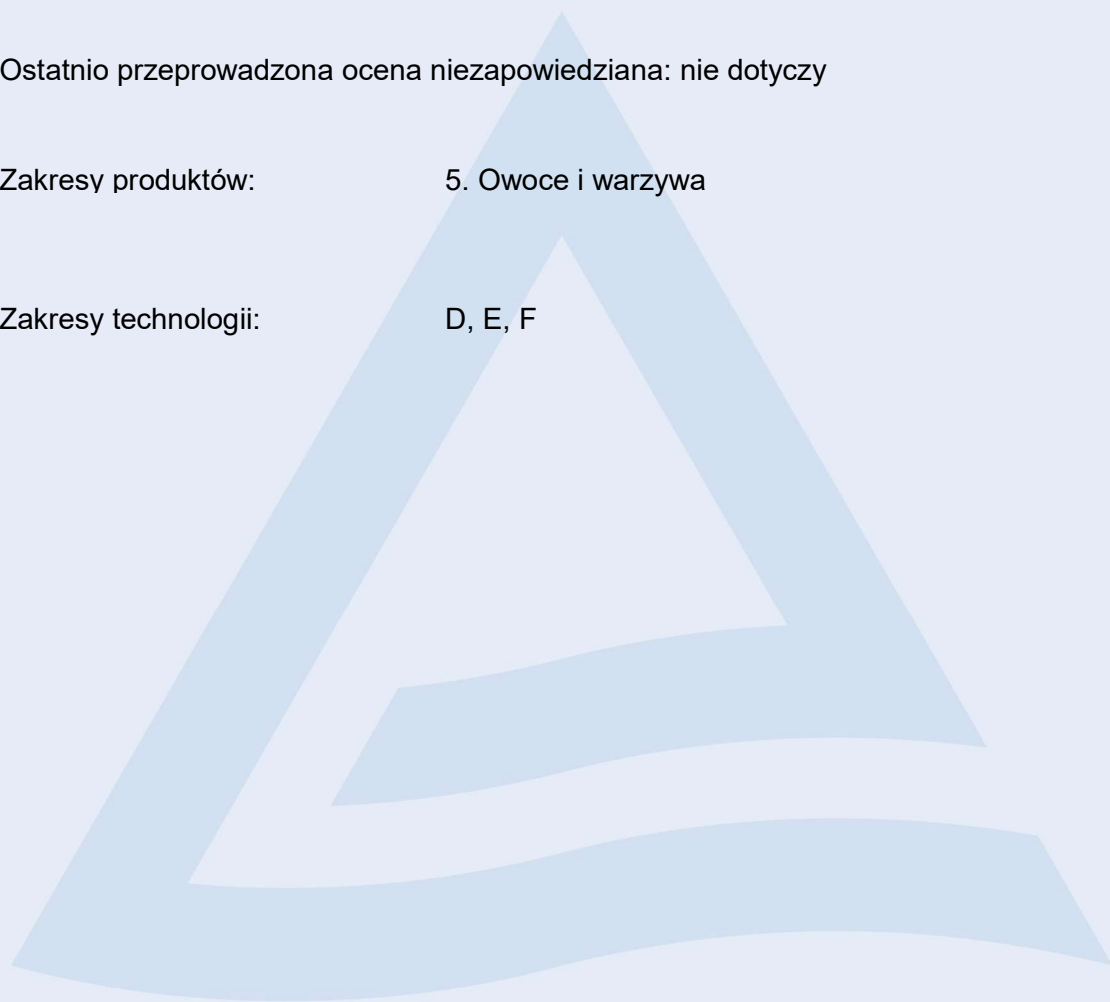 Ostatnio przeprowadzona ocena niezapowiedziana: nie dotyczy
Zakresy produktów: 5. Owoce i warzywa
Zakresy technologii: D, E, F